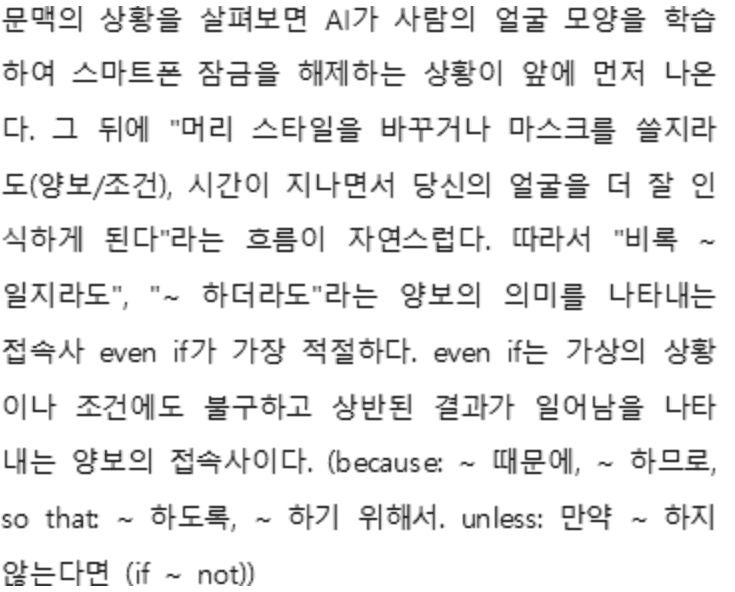 문맥의 상황을 살펴보면 AI가 사람의 얼굴 모양을 학습
하여 스마트폰 잠금을 해제하는 상황이 앞에 먼저 나온
다. 그 뒤에 "머리 스타일을 바꾸거나 마스크를 쓸지라
도(양보/조건), 시간이 지나면서 당신의 얼굴을 더 잘 인
식하게 된다"라는 흐름이 자연스럽다. 따라서 "비록 ~
일지라도", "~ 하더라도"라는 양보의 의미를 나타내는
접속사 even if가 가장 적절하다. even if는 가상의 상황
이나 조건에도 불구하고 상반된 결과가 일어남을 나타
내는 양보의 접속사이다. (because: ~ 때문에, ~ 하므로,
so that: ~ 하도록, ~ 하기 위해서. unless: 만약 ~ 하지
않는다면 (if ~ not))